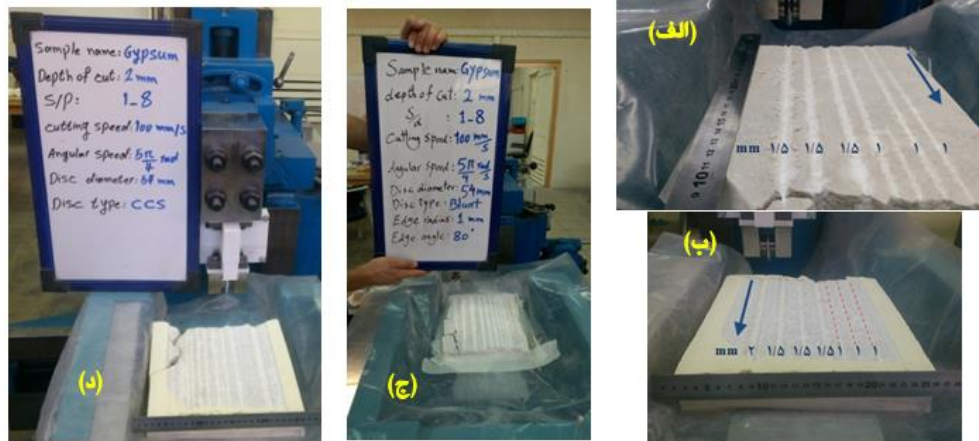 Sample name: Gypsum
Depth of cut: 2 mm
S/P: 1-8
cutting speed: 100 mm/s
Angular speed: 5π/4 rad
Disc diameter: 54 mm
Disc type: CCS
(د)
Sample name: Gypsum
depth of cut: 2 mm
S/d : 1-8
Cutting speed: 100 mm/s
Angular speed: 5π/4 rad/s
Disc diameter: 54 mm
Disc type: Blunt
Edge radius: 1 mm
Edge angle: 80°
(ج)
(الف)
mm ۱/۵ ۱/۵ ۱/۵ ۱ ۱ ۱
(ب)
mm ۲ ۱/۵ ۱/۵ ۱/۵ ۱ ۱ ۱
10
20